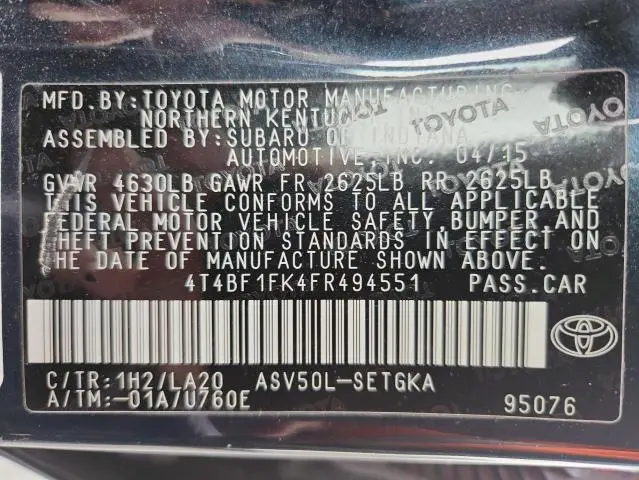 MFD.BY:TOYOTA MOTOR MANUFACTURING
NORTHERN KENTUCKY, INC.
ASSEMBLED BY:SUBARU OF INDIANA
AUTOMOTIVE,INC. 04/15
GVWR 4630LB GAWR FR 2625LB RR 2625LB
THIS VEHICLE CONFORMS TO ALL APPLICABLE
FEDERAL MOTOR VEHICLE SAFETY,BUMPER,AND
THEFT PREVENTION STANDARDS IN EFFECT ON
THE DATE OF MANUFACTURE SHOWN ABOVE.
4T4BF1FK4FR494551 PASS.CAR
C/TR:1H2/LA20 ASV50L-SETGKA
A/TM:-01A/U760E 95076
TOYOTA